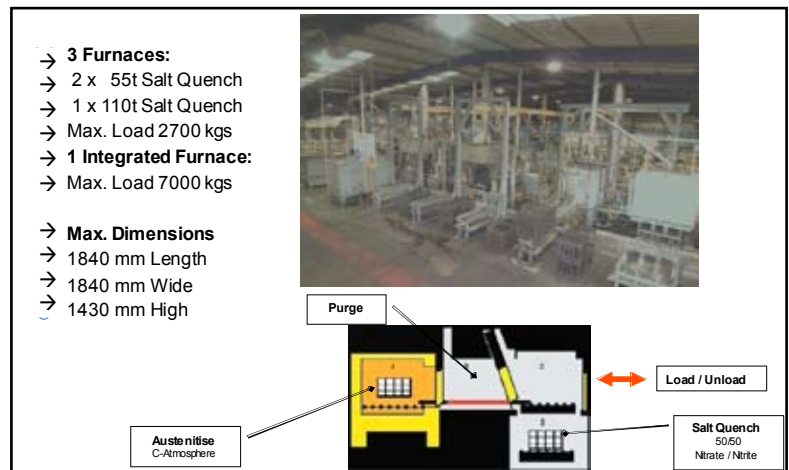 → 3 Furnaces:
→ 2 x 55t Salt Quench
→ 1 x 110t Salt Quench
→ Max. Load 2700 kgs
→ 1 Integrated Furnace:
→ Max. Load 7000 kgs
→ Max. Dimensions
→ 1840 mm Length
→ 1840 mm Wide
→ 1430 mm High
Purge
Load / Unload
Austenitise
C-Atmosphere
Salt Quench
50/50
Nitrate / Nitrite